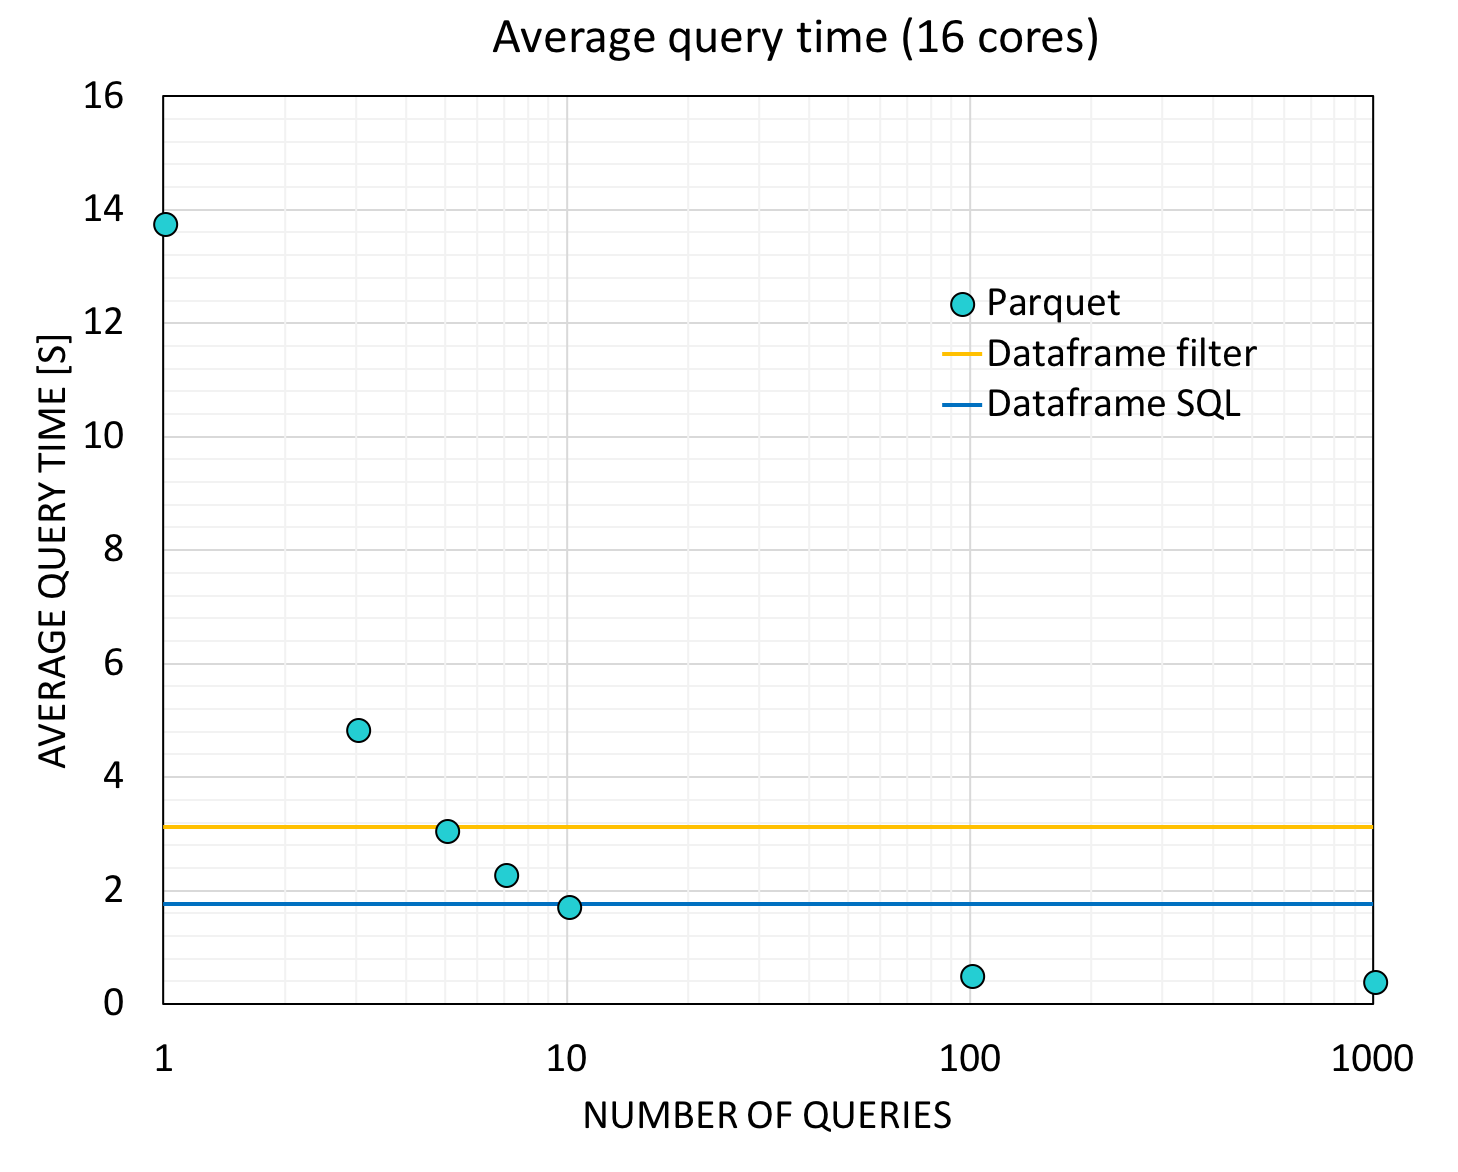 Average query time (16 cores)
16
14
12
10
8
6
4
2
0
AVERAGE QUERY TIME [S]
Parquet
Dataframe filter
Dataframe SQL
1 10 100 1000
NUMBER OF QUERIES